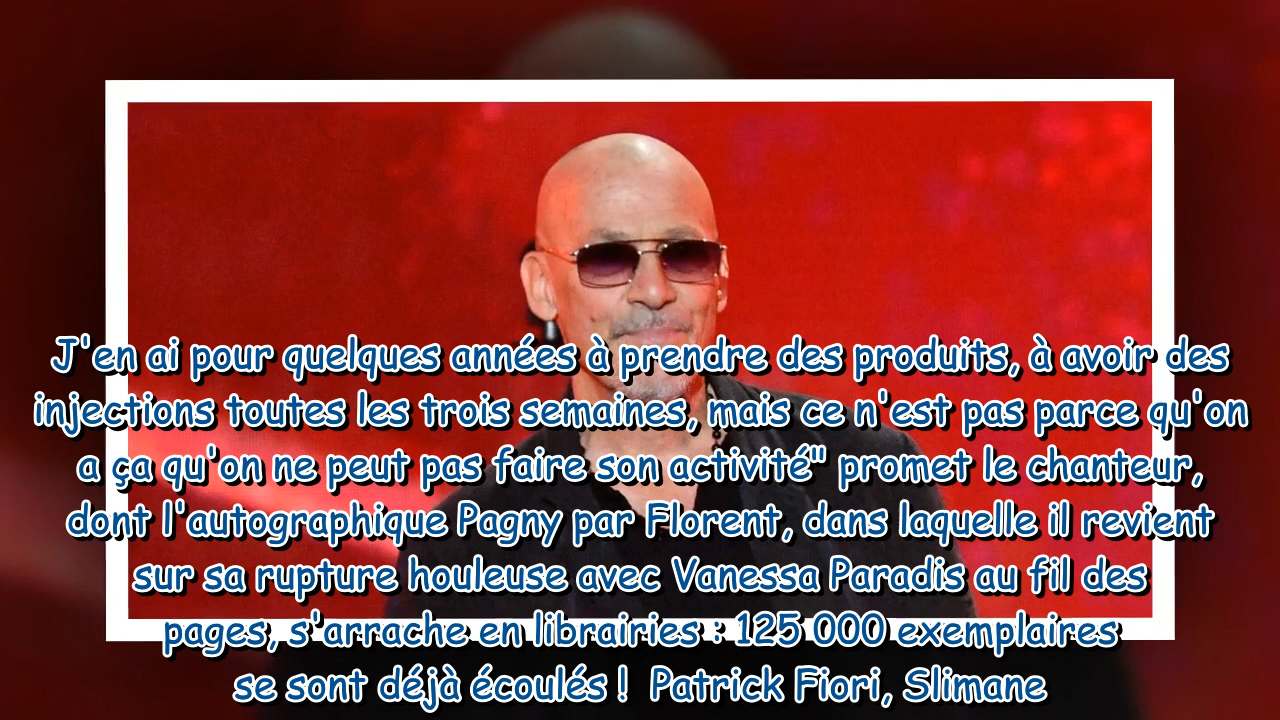 J'en ai pour quelques années à prendre des produits, à avoir des
injections toutes les trois semaines, mais ce n'est pas parce qu'on
a ça qu'on ne peut pas faire son activité" promet le chanteur,
dont l'autographique Pagny par Florent, dans laquelle il revient
sur sa rupture houleuse avec Vanessa Paradis au fil des
pages, s'arrache en librairies : 125 000 exemplaires
se sont déjà écoulés !  Patrick Fiori, Slimane